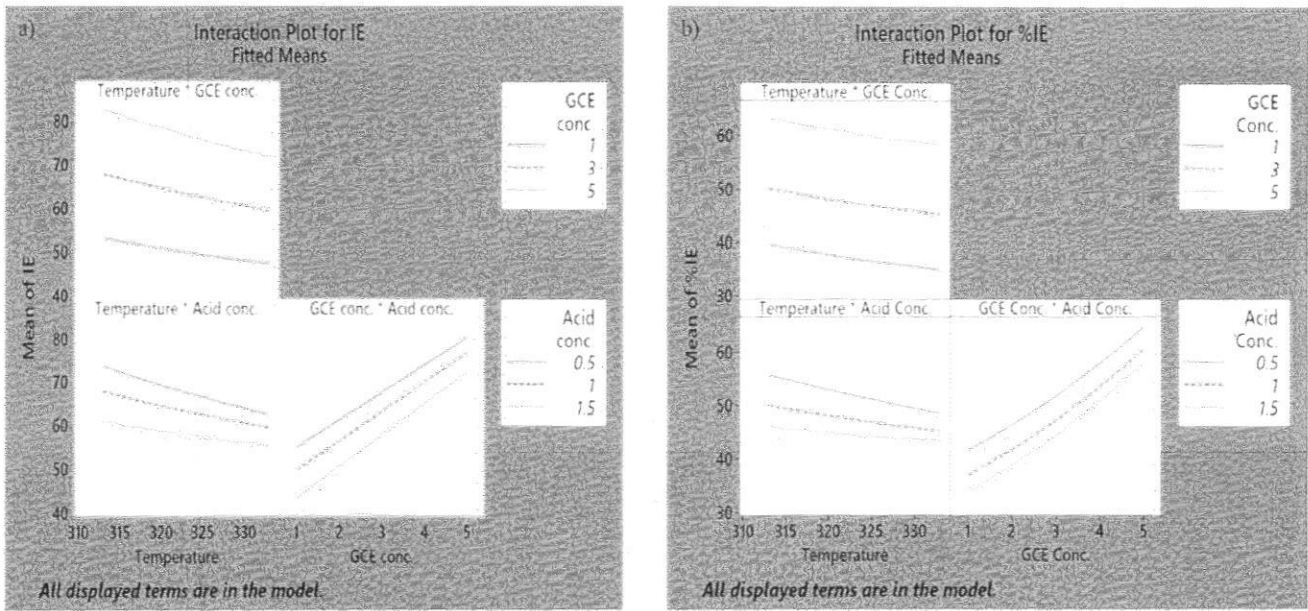 a)
Interaction Plot for IE
Fitted Means
Temperature * GCE conc.
GCE
conc
1
3
5
80
70
60
50
40
Mean of IE
Temperature * Acid conc.
GCE conc. * Acid conc.
Acid
conc.
0.5
1
1.5
80
70
60
50
40
310 315 320 325 330
1 2 3 4 5
Temperature
GCE conc.
All displayed terms are in the model.
b)
Interaction Plot for %IE
Fitted Means
Temperature * GCE Conc.
GCE
Conc.
1
3
5
60
50
40
30
Mean of %IE
Temperature * Acid Conc.
GCE Conc. * Acid Conc.
Acid
Conc.
0.5
1
1.5
60
50
40
30
310 315 320 325 330
1 2 3 4 5
Temperature
GCE Conc.
All displayed terms are in the model.